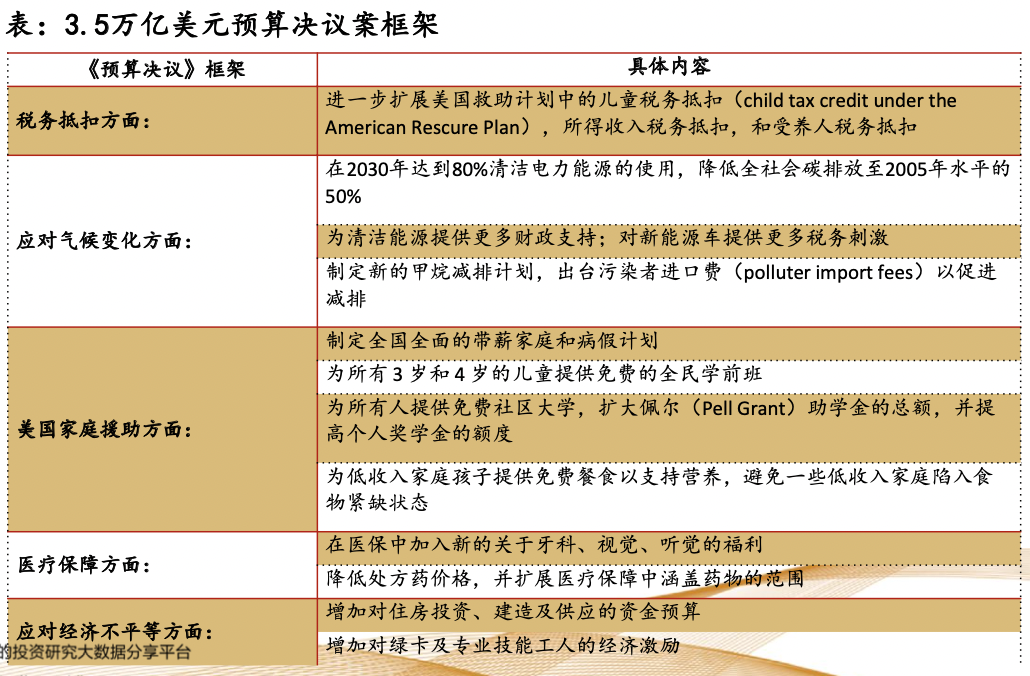 表：3.5万亿美元预算决议案框架
《预算决议》框架
具体内容
税务抵扣方面：
进一步扩展美国救助计划中的儿童税务抵扣（child tax credit under the
American Rescure Plan），所得收入税务抵扣，和受养人税务抵扣
应对气候变化方面：
在2030年达到80%清洁电力能源的使用，降低全社会碳排放至2005年水平的
50%
为清洁能源提供更多财政支持；对新能源车提供更多税务刺激
制定新的甲烷减排计划，出台污染者进口费（polluter import fees）以促进
减排
美国家庭援助方面：
制定全国全面的带薪家庭和病假计划
为所有 3 岁和 4 岁的儿童提供免费的全民学前班
为所有人提供免费社区大学，扩大佩尔（Pell Grant）助学金的总额，并提
高个人奖学金的额度
为低收入家庭孩子提供免费餐食以支持营养，避免一些低收入家庭陷入食
物紧缺状态
医疗保障方面：
在医保中加入新的关于牙科、视觉、听觉的福利
降低处方药价格，并扩展医疗保障中涵盖药物的范围
应对经济不平等方面：
增加对住房投资、建造及供应的资金预算
增加对绿卡及专业技能工人的经济激励
的投资研究大数据分享平台